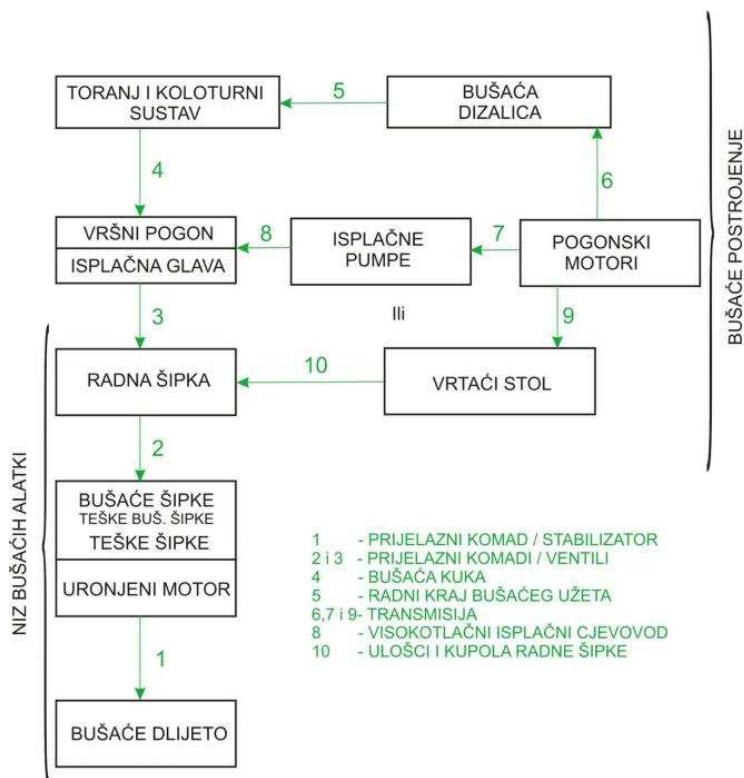 TORANJ I KOLOTURNI
SUSTAV
5
BUŠAĆA
DIZALICA
4
6
VRŠNI POGON
ISPLAČNA GLAVA
8
ISPLAČNE
PUMPE
7
POGONSKI
MOTORI
3
Ili
9
RADNA ŠIPKA
10
VRTAĆI STOL
2
BUŠAĆE ŠIPKE
TEŠKE BUŠ. ŠIPKE
TEŠKE ŠIPKE
URONJENI MOTOR
1
BUŠAĆE DLIJETO
NIZ BUŠAĆIH ALATKI
BUŠAĆE POSTROJENJE
1 - PRIJELAZNI KOMAD / STABILIZATOR
2 i 3 - PRIJELAZNI KOMADI / VENTILI
4 - BUŠAĆA KUKA
5 - RADNI KRAJ BUŠAĆEG UŽETA
6,7 i 9- TRANSMISIJA
8 - VISOKOTLAČNI ISPLAČNI CJEVOVOD
10 - ULOŠCI I KUPOLA RADNE ŠIPKE